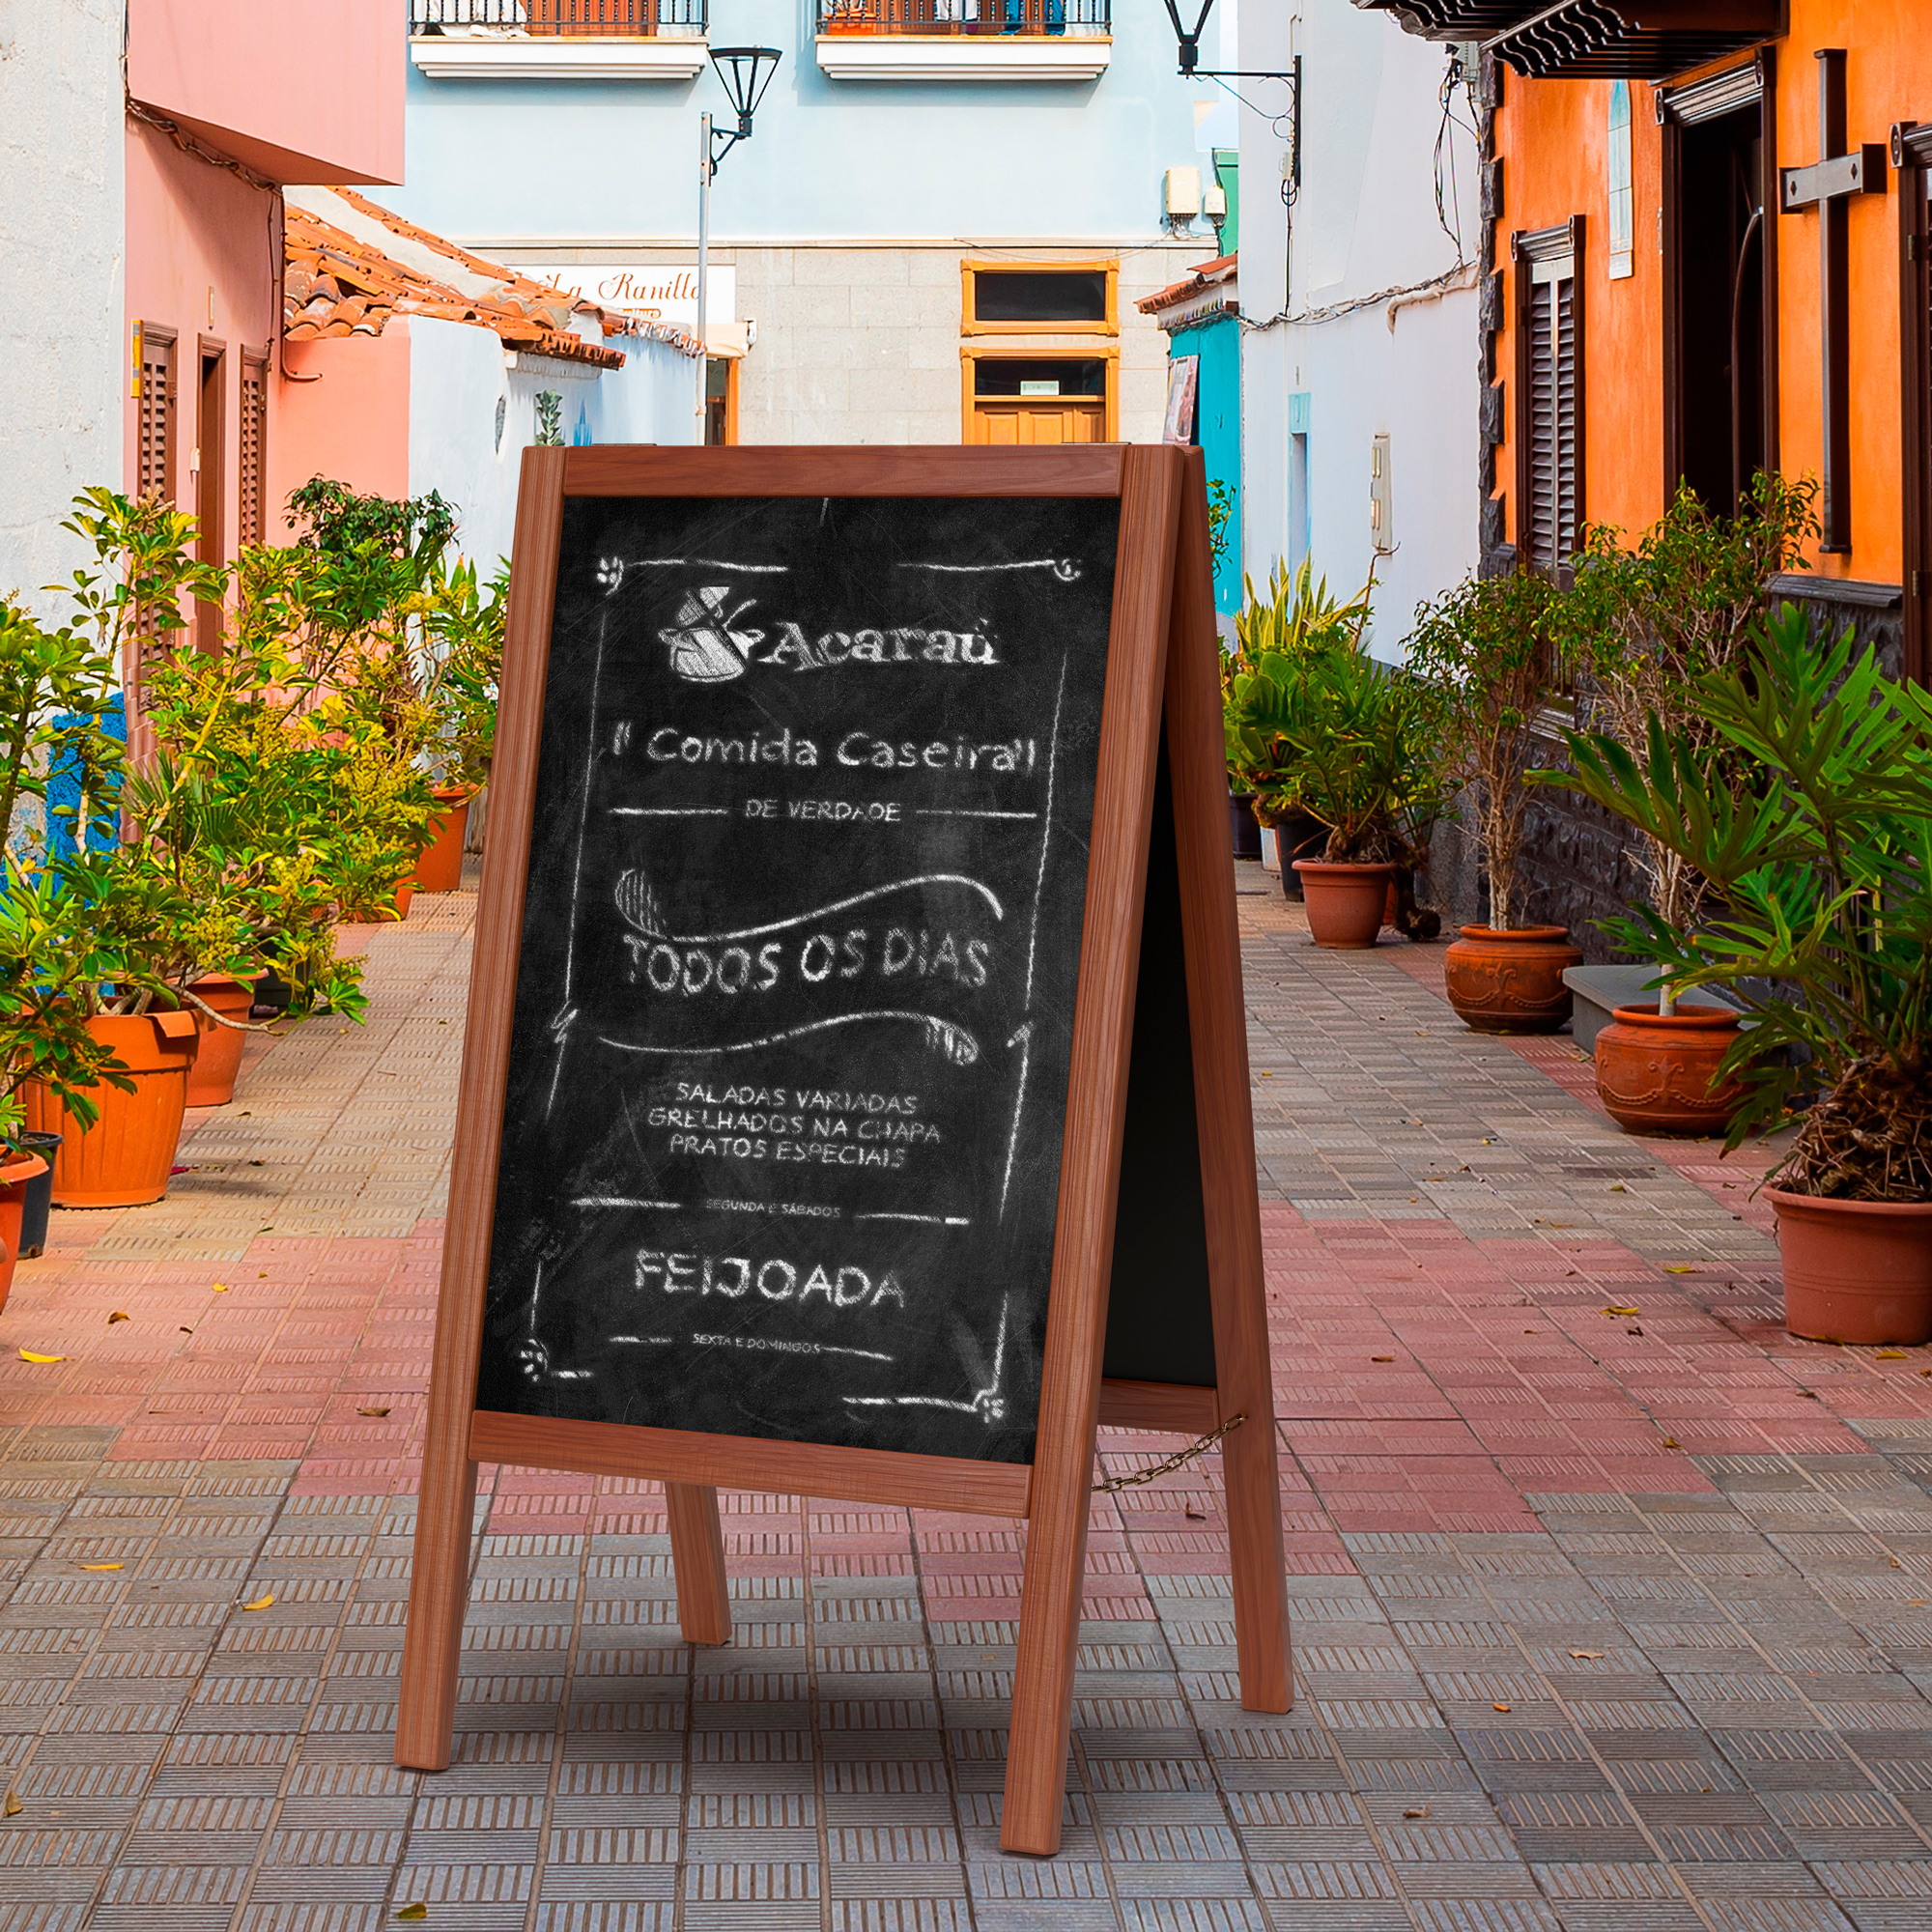 La Ranilla
Acaraú
" Comida Caseira"
DE VERDADE
TODOS OS DIAS
SALADAS VARIADAS
GRELHADOS NA CHAPA
PRATOS ESPECIAIS
SEGUNDA E SÁBADOS
FEIJOADA
SEXTA E DOMINGOS